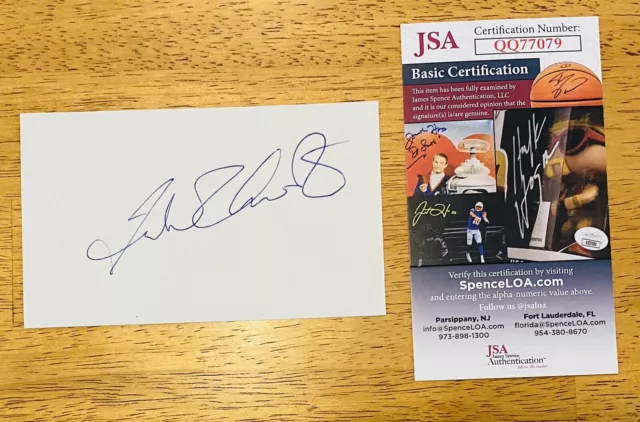 JSA
Certification Number:
QQ77079
Basic Certification
This item has been fully examined by
James Spence Authentication, LLC
and it is our considered opinion that the
signature(s) is/are genuine.
Hulk
Hogan
Verify this certification by visiting
SpenceLOA.com
and entering the alpha-numeric value above.
Follow us @jsaloa
Parsippany, NJ
info@SpenceLOA.com
973-898-1300
Fort Lauderdale, FL
florida@SpenceLOA.com
954-380-8670
JSA
James Spence
Authentication